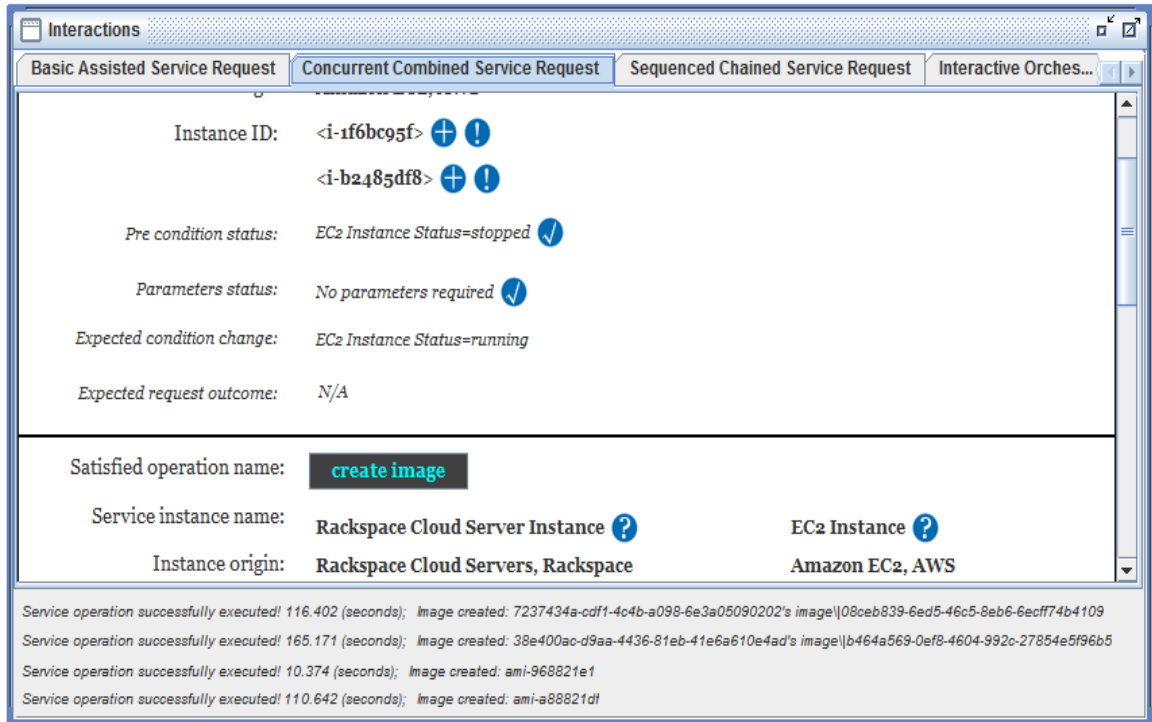 Interactions
Basic Assisted Service Request Concurrent Combined Service Request Sequenced Chained Service Request Interactive Orches...
Instance ID: <i-1f6bc95f>
<i-b2485df8>
Pre condition status: EC2 Instance Status=stopped
Parameters status: No parameters required
Expected condition change: EC2 Instance Status=running
Expected request outcome: N/A
Satisfied operation name: create image
Service instance name: Rackspace Cloud Server Instance ? EC2 Instance ?
Instance origin: Rackspace Cloud Servers, Rackspace Amazon EC2, AWS
Service operation successfully executed! 116.402 (seconds); Image created: 7237434a-cdf1-4c4b-a098-6e3a05090202's image\|08ceb839-6ed5-46c5-8eb6-6ecff74b4109
Service operation successfully executed! 165.171 (seconds); Image created: 38e400ac-d9aa-4436-81eb-41e6a610e4ad's image\|b464a569-0ef8-4604-992c-27854e5f96b5
Service operation successfully executed! 10.374 (seconds); Image created: ami-968821e1
Service operation successfully executed! 110.642 (seconds); Image created: ami-a88821df